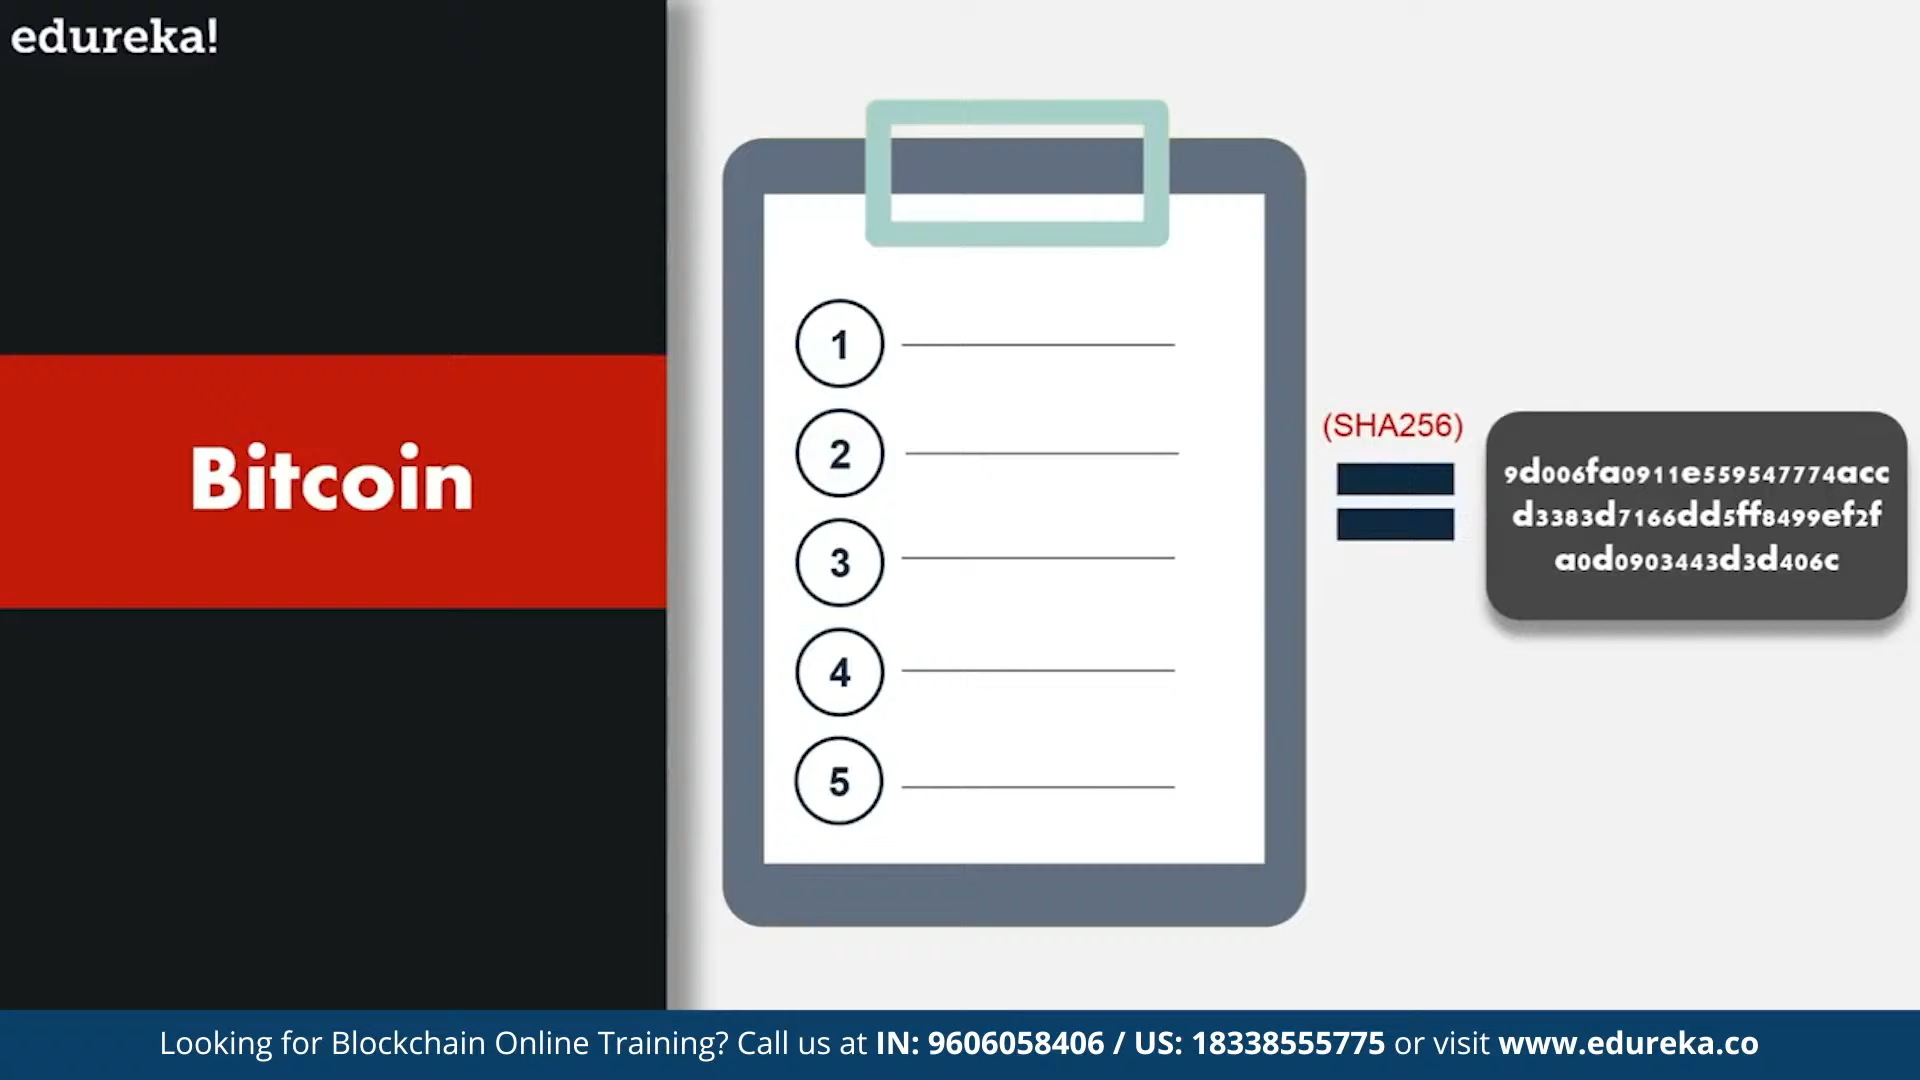 edureka!
Bitcoin
1
2
3
4
5
(SHA256)
9d006fa0911e559547774acc
d3383d7166dd5ff8499ef2f
a0d0903443d3d406c
Looking for Blockchain Online Training? Call us at IN: 9606058406 / US: 18338555775 or visit www.edureka.co